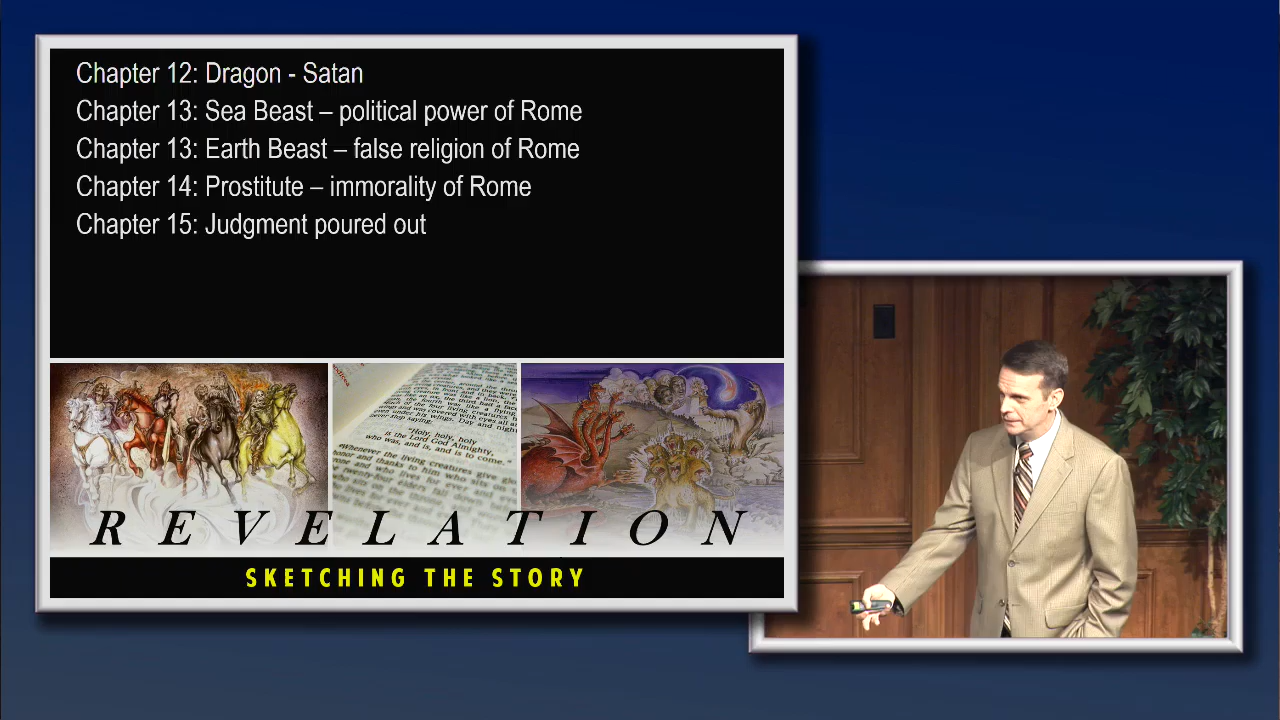 Chapter 12: Dragon - Satan
Chapter 13: Sea Beast – political power of Rome
Chapter 13: Earth Beast – false religion of Rome
Chapter 14: Prostitute – immorality of Rome
Chapter 15: Judgment poured out
"Holy, holy, holy
is the Lord God Almighty,
who was, and is, and is to come."
REVELATION
SKETCHING THE STORY